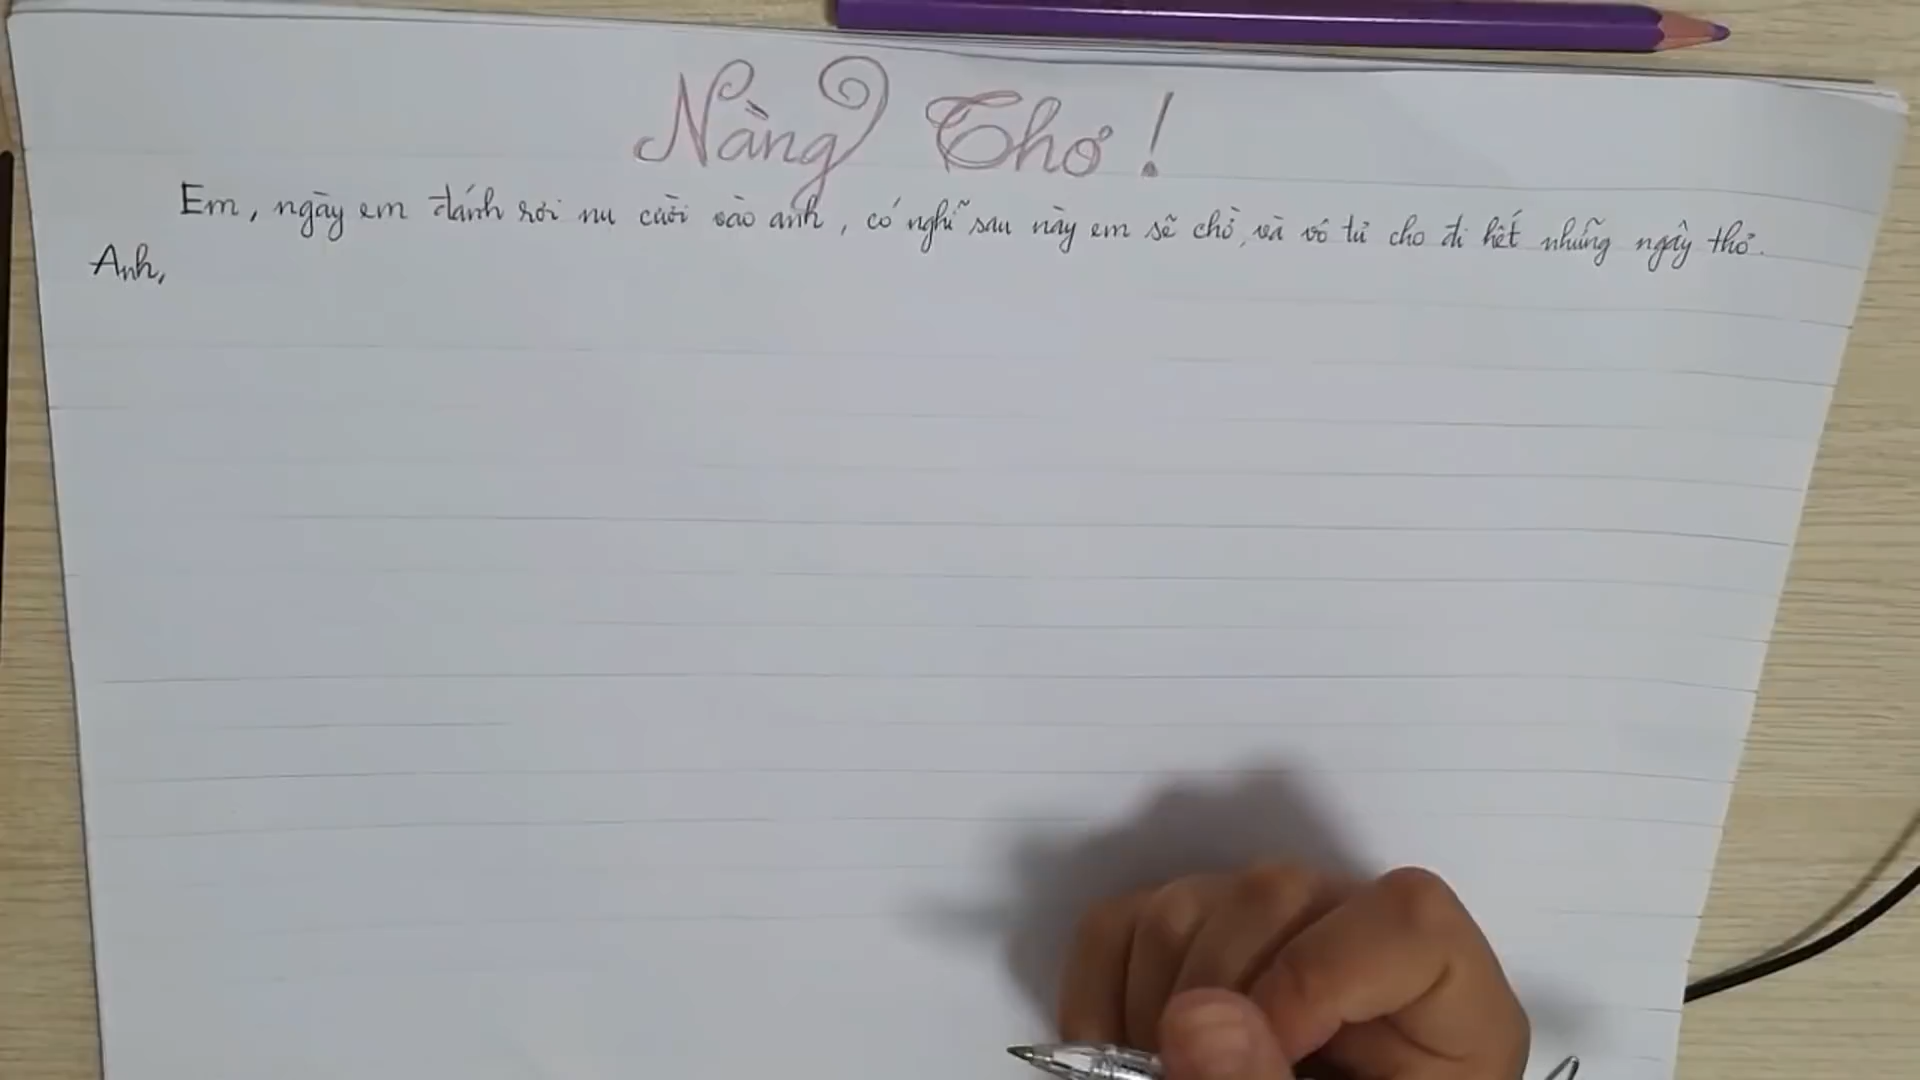 Nàng Thơ!
Em, ngày em đánh rơi nụ cười vào anh, có nghĩ sau này em sẽ chờ, và vô tư cho đi hết những ngây thơ.
Anh,